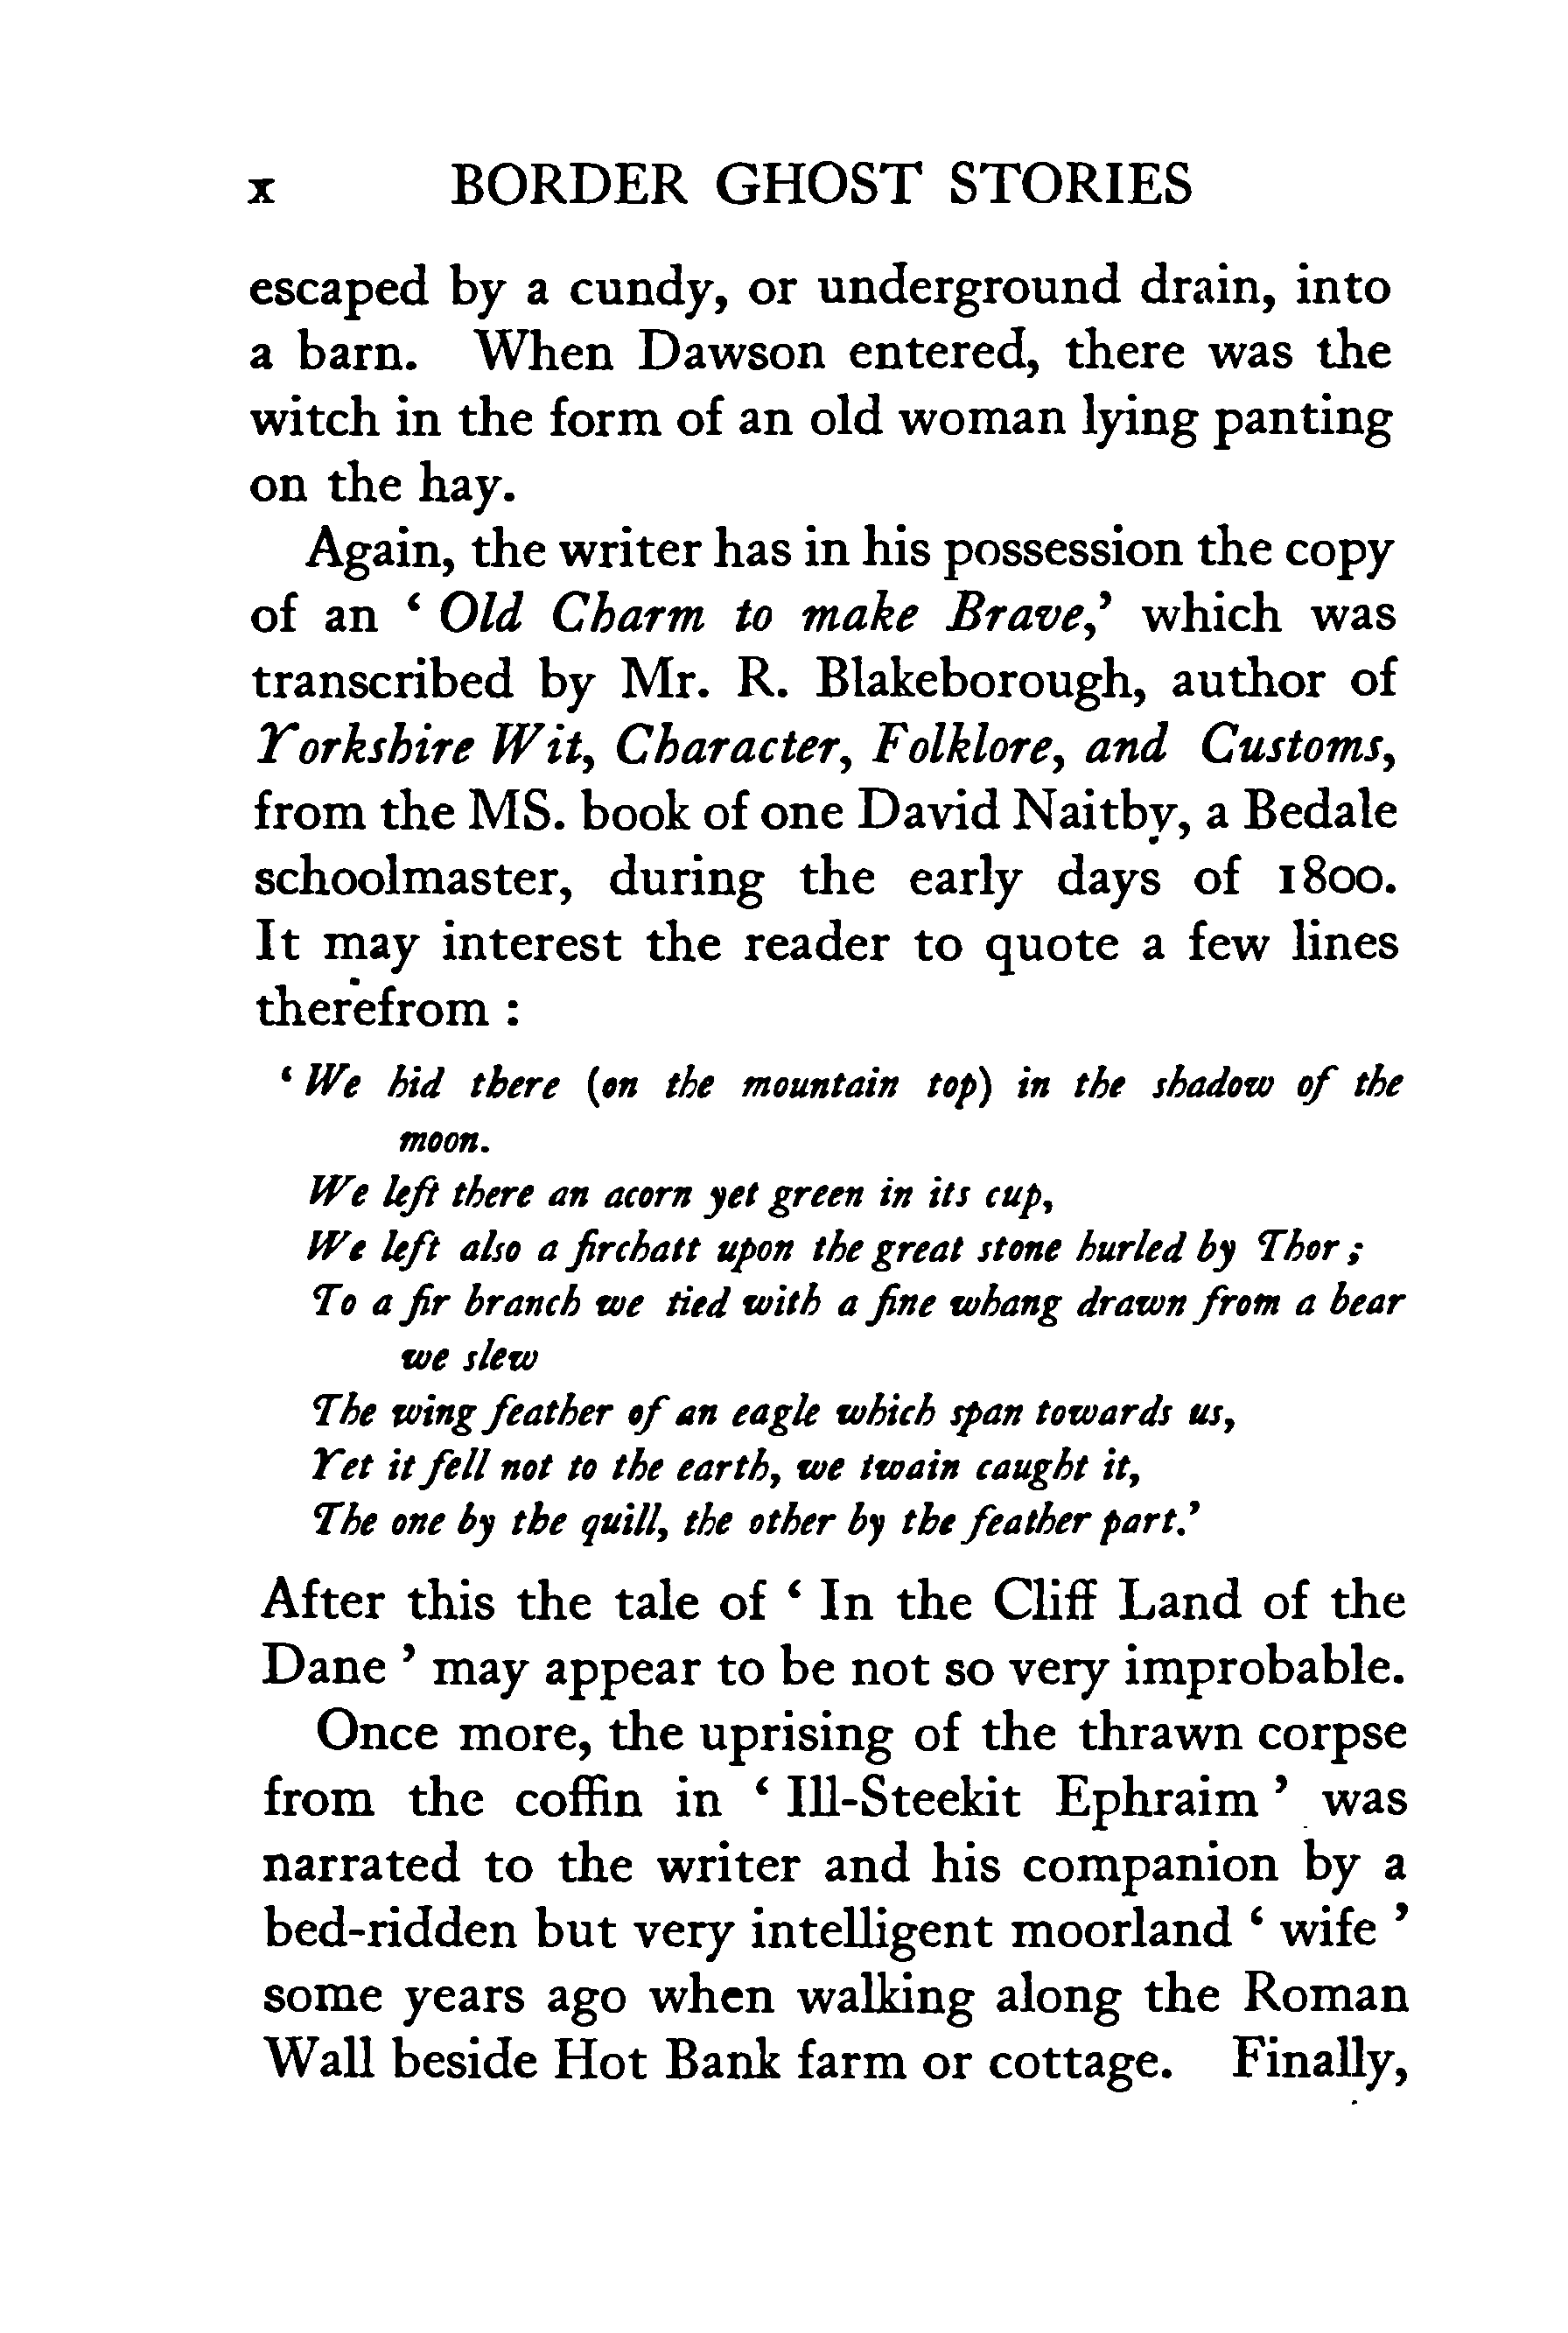 x BORDER GHOST STORIES
escaped by a cundy, or underground drain, into
a barn. When Dawson entered, there was the
witch in the form of an old woman lying panting
on the hay.
Again, the writer has in his possession the copy
of an ‘ Old Charm to make Brave,’ which was
transcribed by Mr. R. Blakeborough, author of
Yorkshire Wit, Character, Folklore, and Customs,
from the MS. book of one David Naitby, a Bedale
schoolmaster, during the early days of 1800.
It may interest the reader to quote a few lines
therefrom :
‘ We hid there (on the mountain top) in the shadow of the
moon.
We left there an acorn yet green in its cup,
We left also a firchatt upon the great stone hurled by Thor ;
To a fir branch we tied with a fine whang drawn from a bear
we slew
The wing feather of an eagle which span towards us,
Yet it fell not to the earth, we twain caught it,
The one by the quill, the other by the feather part.’
After this the tale of ‘ In the Cliff Land of the
Dane ’ may appear to be not so very improbable.
Once more, the uprising of the thrawn corpse
from the coffin in ‘ Ill-Steekit Ephraim ’ was
narrated to the writer and his companion by a
bed-ridden but very intelligent moorland ‘ wife ’
some years ago when walking along the Roman
Wall beside Hot Bank farm or cottage. Finally,